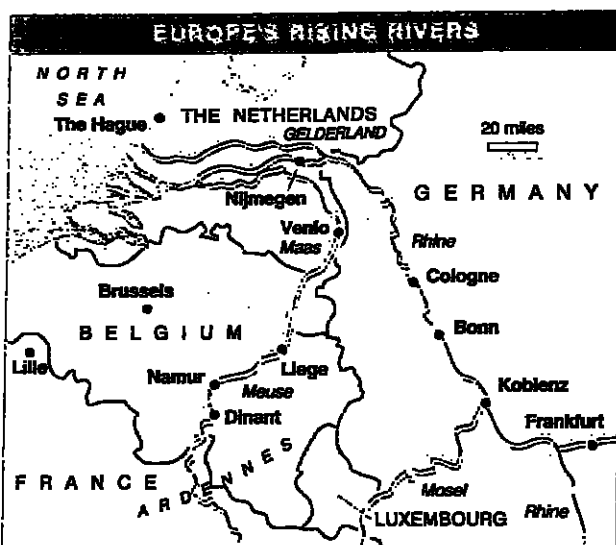 EUROPE'S RISING RIVERS
NORTH
SEA
The Hague
THE NETHERLANDS
GELDERLAND
20 miles
Nijmegen
GERMANY
Venlo
Maas
Rhine
Cologne
Brussels
BELGIUM
Bonn
Lille
Liege
Namur
Meuse
Koblenz
Dinant
Frankfurt
FRANCE
ARDENNES
Mosel
LUXEMBOURG
Rhine